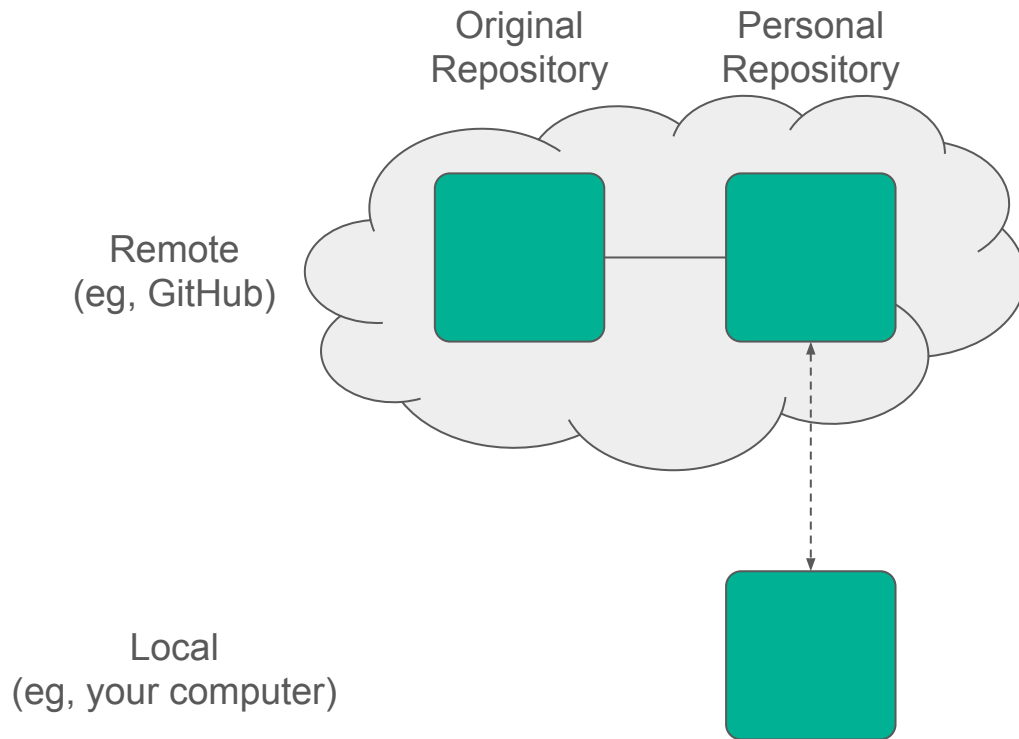 Original
Repository
Personal
Repository
Remote
(eg, GitHub)
Local
(eg, your computer)